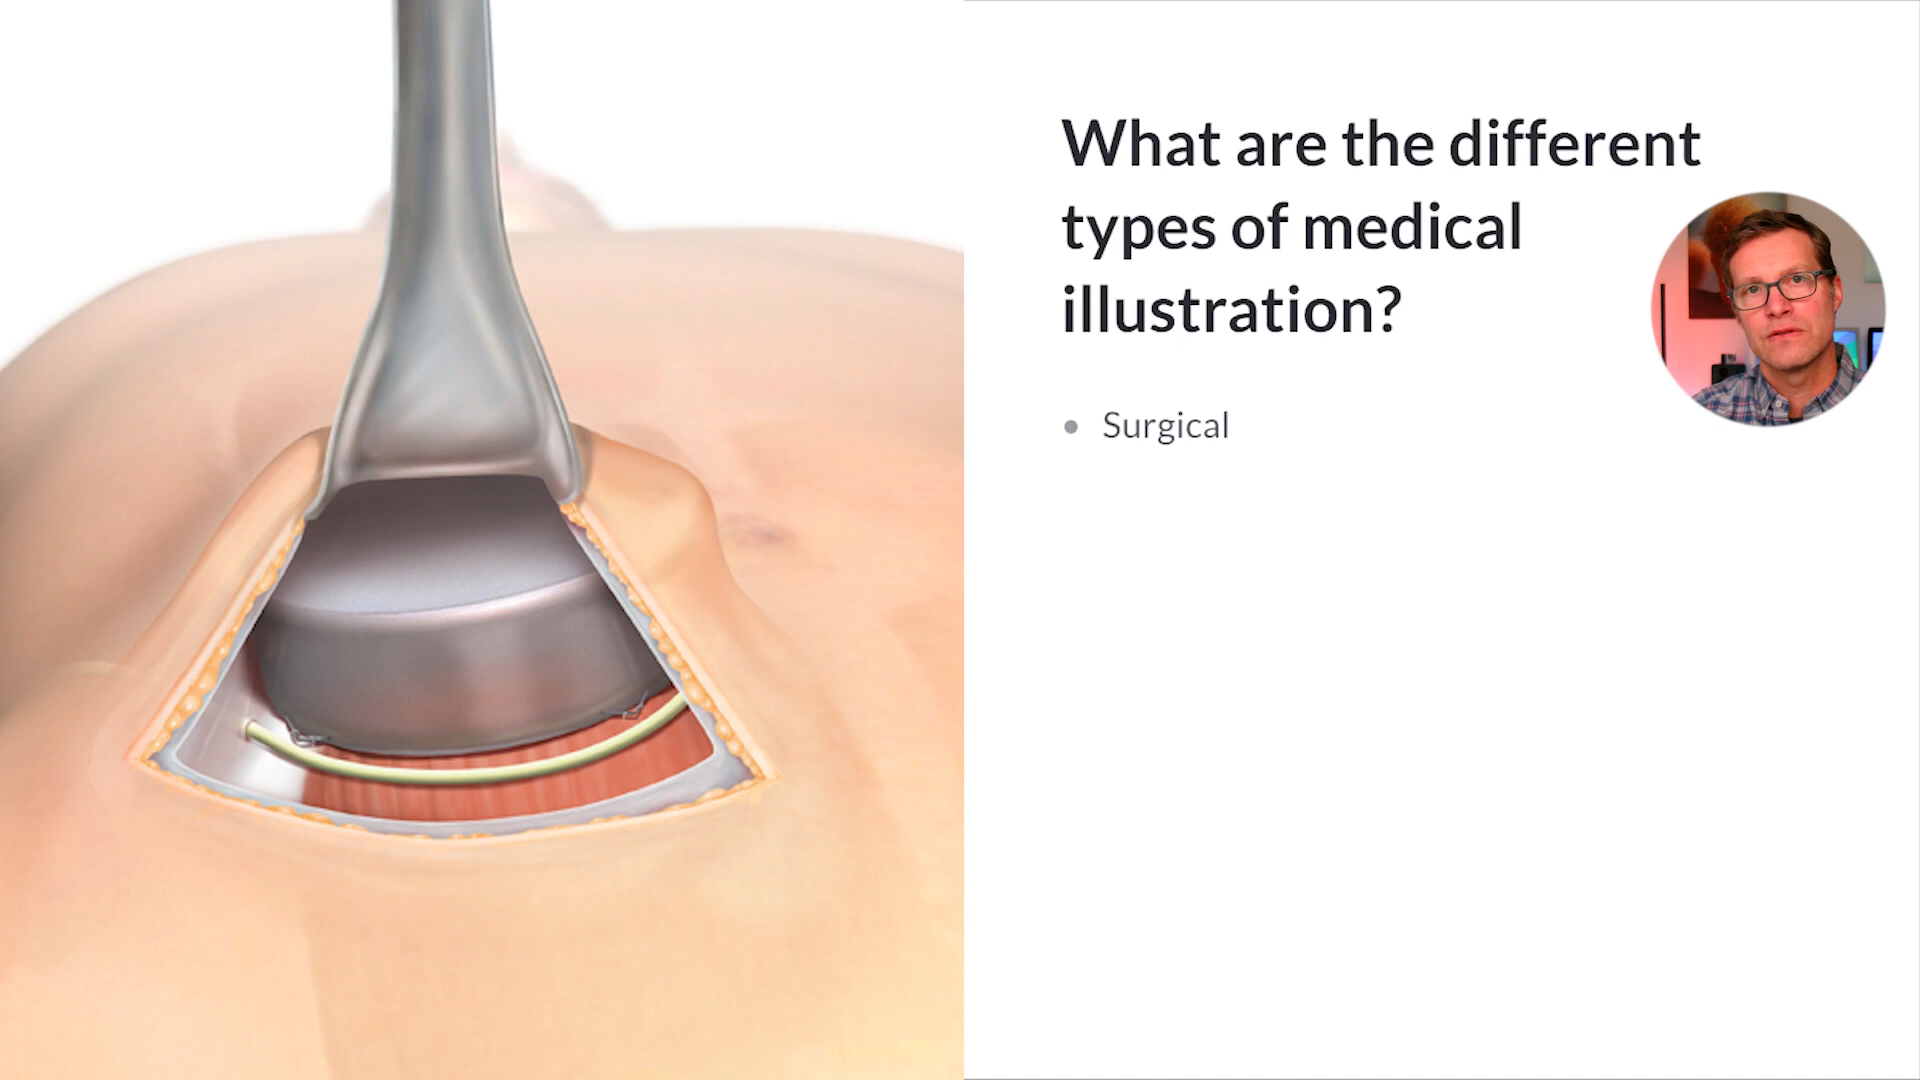 What are the different
types of medical
illustration?
Surgical